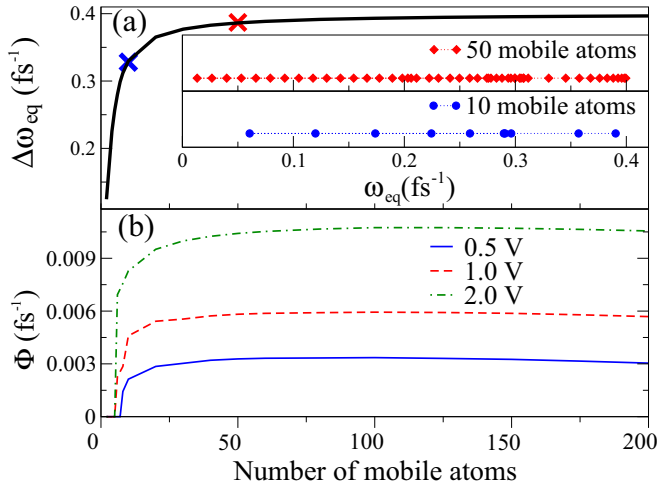 (a)
0.4
0.3
0.2
Δω_eq (fs⁻¹)
50 mobile atoms
10 mobile atoms
0 0.1 0.2 0.3 0.4
ω_eq(fs⁻¹)
(b)
0.5 V
1.0 V
2.0 V
0.009
0.006
0.003
0
Φ (fs⁻¹)
0 50 100 150 200
Number of mobile atoms